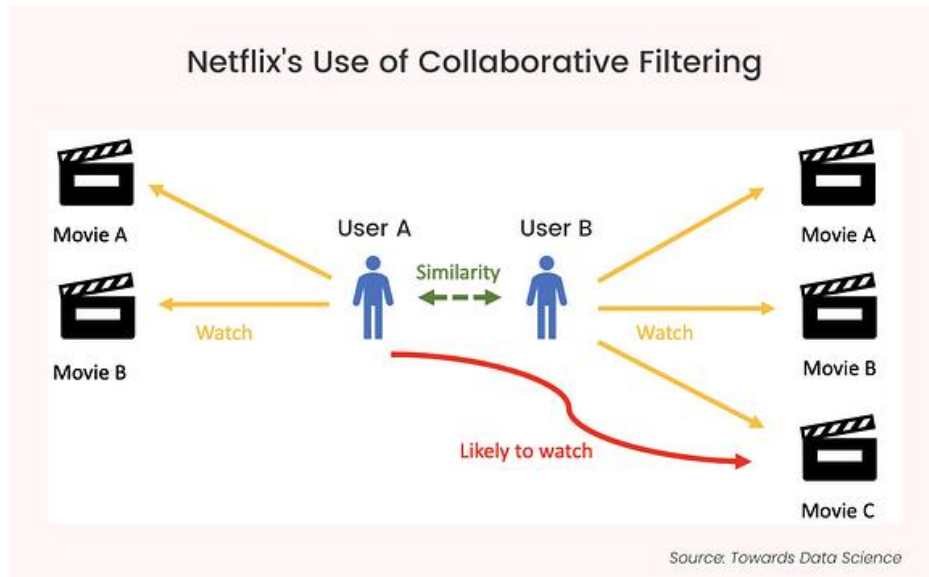 Netflix's Use of Collaborative Filtering
Movie A
User A
User B
Movie A
Similarity
Watch
Watch
Movie B
Movie B
Likely to watch
Movie C
Source: Towards Data Science